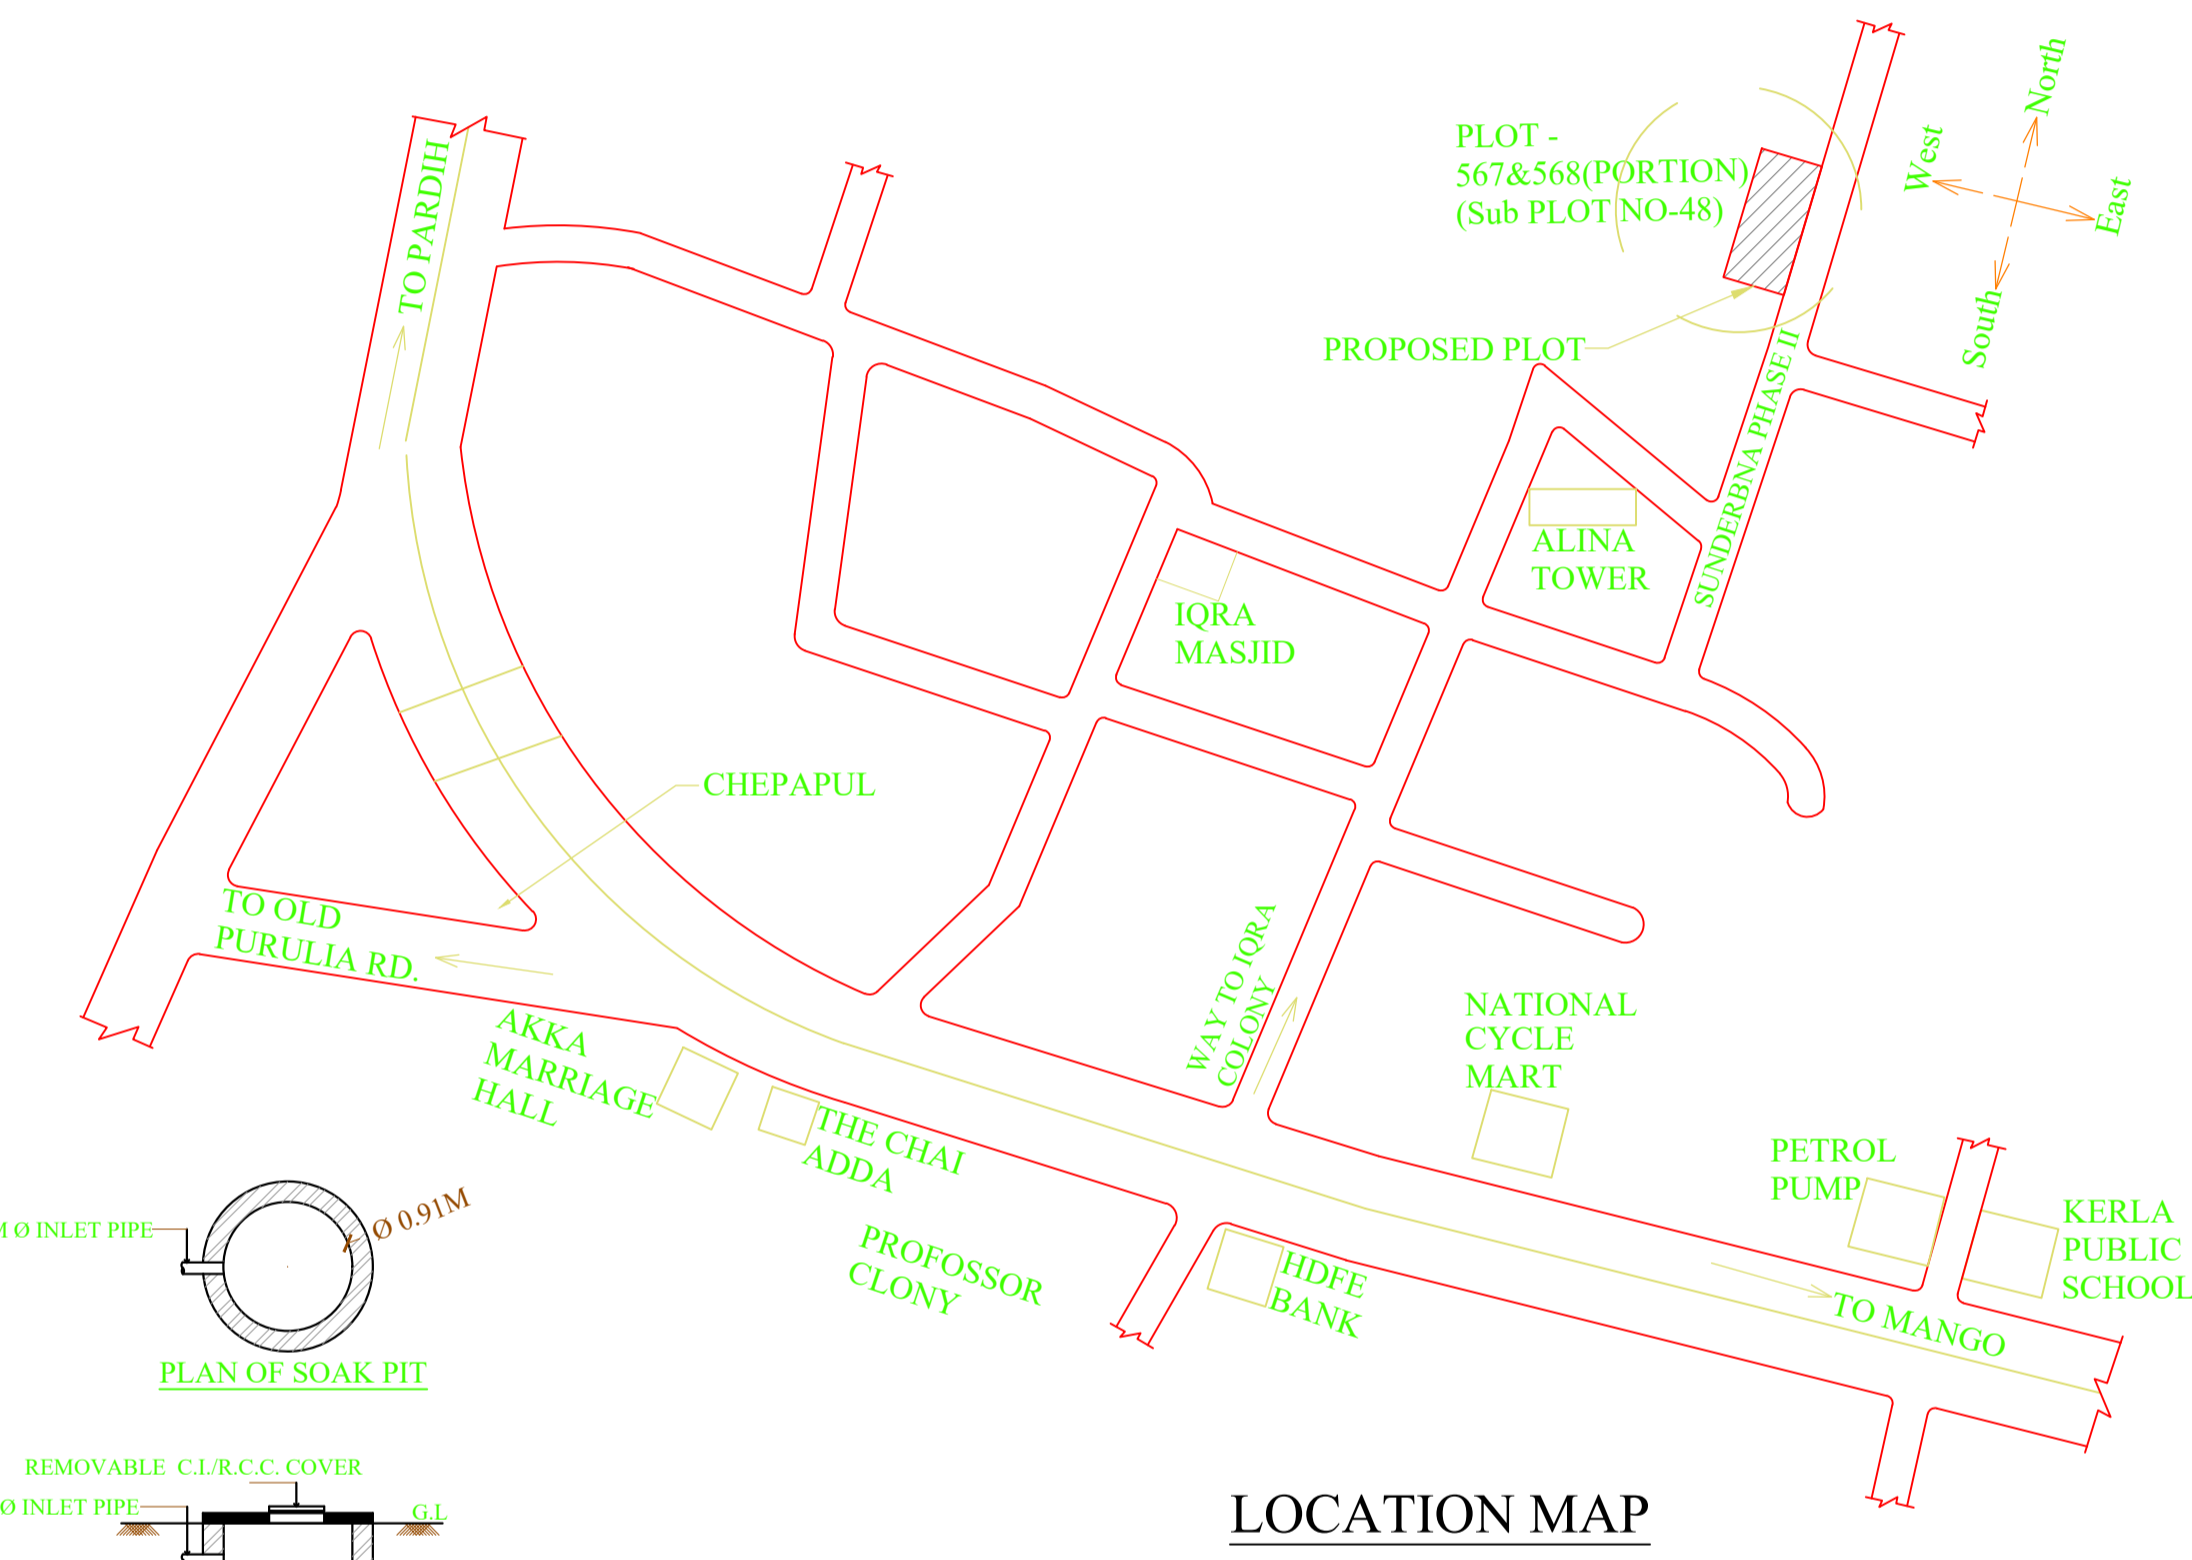 North
West
East
South
PLOT -
567&568(PORTION)
(Sub PLOT NO-48)
PROPOSED PLOT
TO PARDIH
SUNDERBNA PHASE II
ALINA
TOWER
IQRA
MASJID
CHEPAPUL
TO OLD
PURULIA RD.
WAY TO IQRA
COLONY
AKKA
MARRIAGE
HALL
THE CHAI
ADDA
NATIONAL
CYCLE
MART
PETROL
PUMP
KERLA
PUBLIC
SCHOOL
PROFOSSOR
CLONY
HDFE
BANK
TO MANGO
M Ø INLET PIPE
Ø 0.91M
PLAN OF SOAK PIT
REMOVABLE C.I./R.C.C. COVER
Ø INLET PIPE
G.L
LOCATION MAP